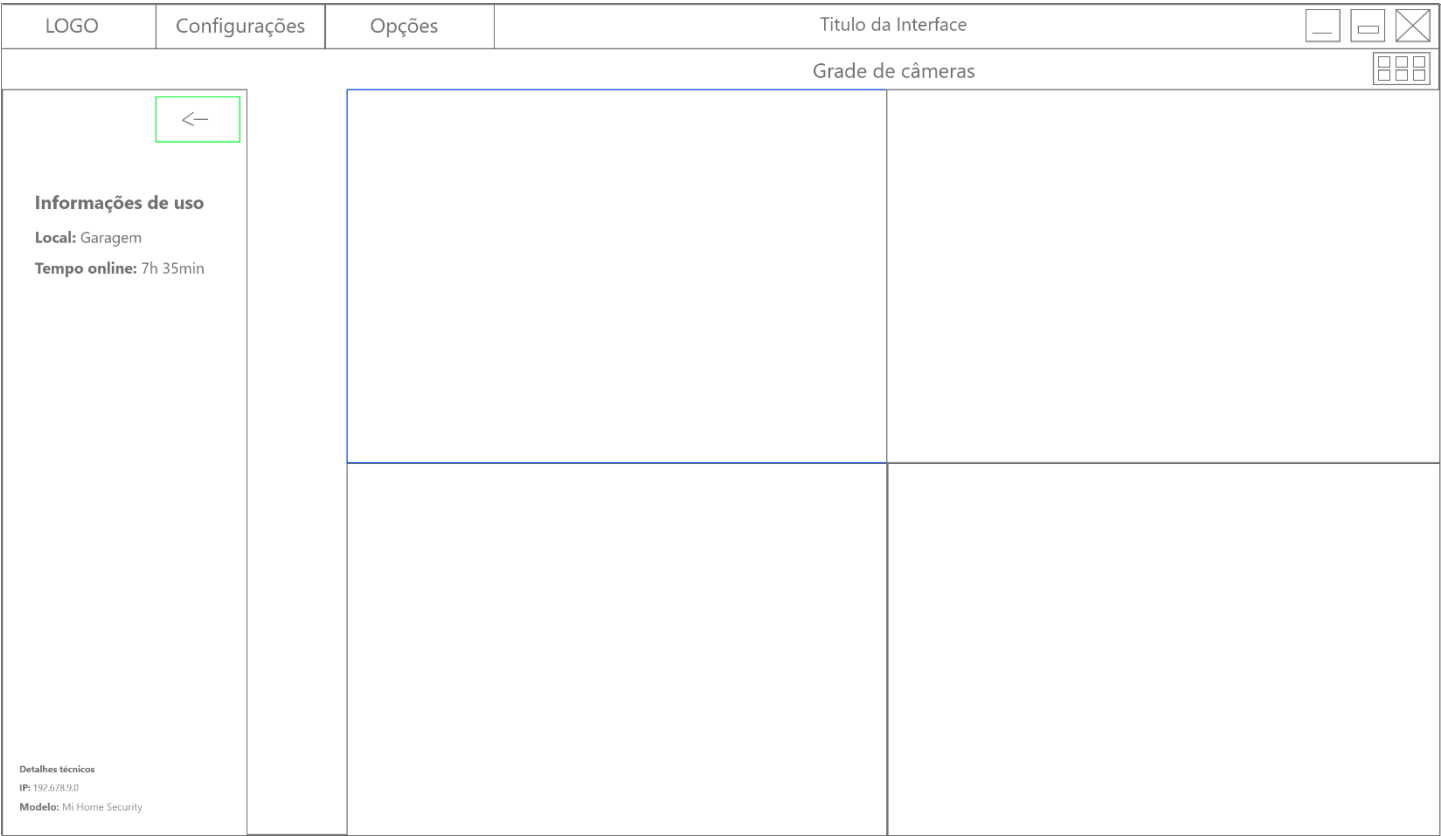 LOGO
Configurações
Opções
Titulo da Interface
Grade de câmeras
<-
Informações de uso
Local: Garagem
Tempo online: 7h 35min
Detalhes técnicos
IP: 192.678.9.0
Modelo: Mi Home Security